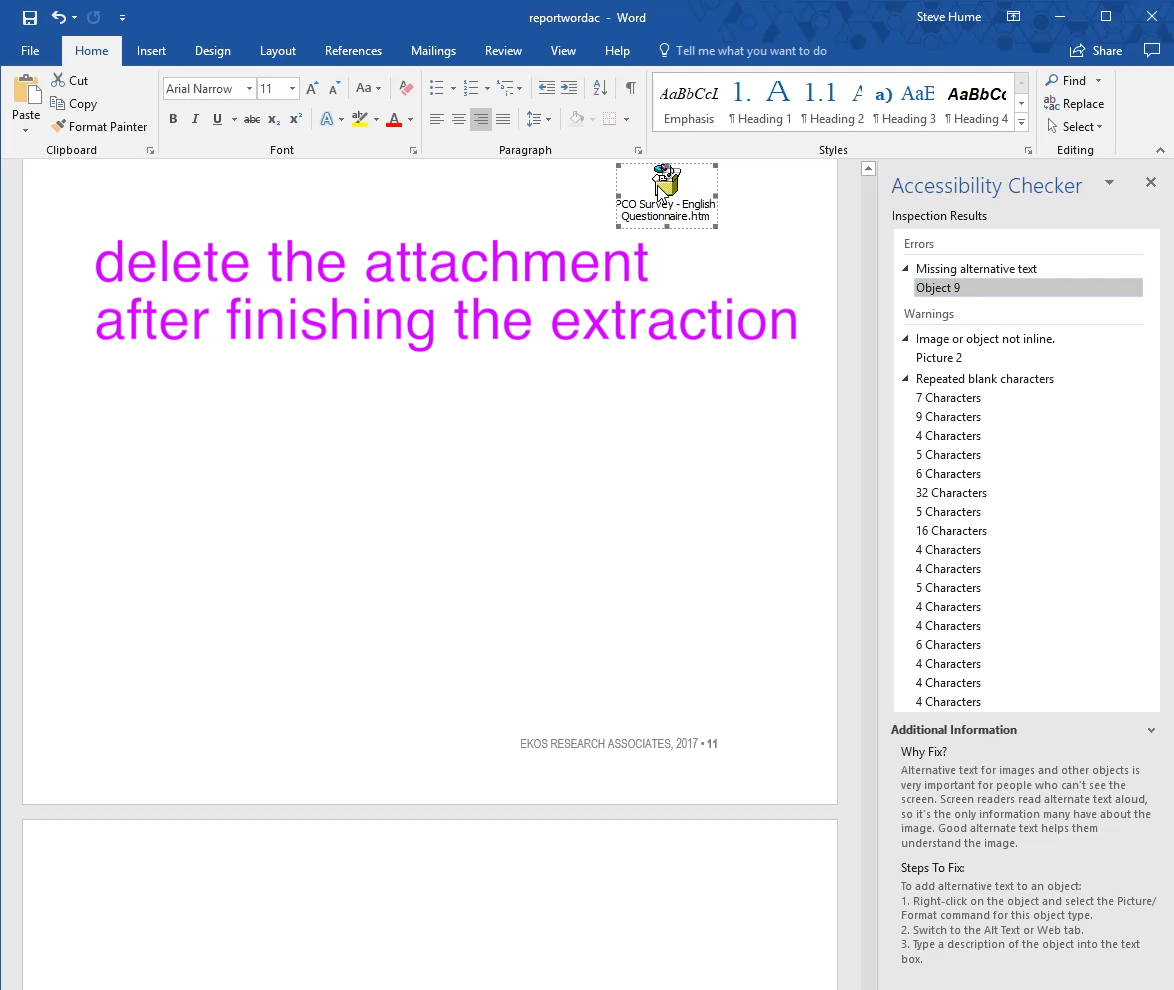 reportwordac - Word
Steve Hume
File Home Insert Design Layout References Mailings Review View Help Tell me what you want to do Share
Paste
Cut
Copy
Format Painter
Clipboard
Arial Narrow 11
Aa
B I U abc x₂ x² A ab A
Font
Paragraph
AaBbCcI 1. A 1.1 A a) AaE AaBbCc
Emphasis ¶ Heading 1 ¶ Heading 2 ¶ Heading 3 ¶ Heading 4
Styles
Find
Replace
Select
Editing
PCO Survey - English
Questionnaire.htm
delete the attachment
after finishing the extraction
EKOS RESEARCH ASSOCIATES, 2017 • 11
Accessibility Checker
Inspection Results
Errors
Missing alternative text
Object 9
Warnings
Image or object not inline.
Picture 2
Repeated blank characters
7 Characters
9 Characters
4 Characters
5 Characters
6 Characters
32 Characters
5 Characters
16 Characters
4 Characters
4 Characters
5 Characters
4 Characters
4 Characters
6 Characters
4 Characters
4 Characters
4 Characters
Additional Information
Why Fix?
Alternative text for images and other objects is
very important for people who can't see the
screen. Screen readers read alternate text aloud,
so it's the only information many have about the
image. Good alternate text helps them
understand the image.
Steps To Fix:
To add alternative text to an object:
1. Right-click on the object and select the Picture/
Format command for this object type.
2. Switch to the Alt Text or Web tab.
3. Type a description of the object into the text
box.